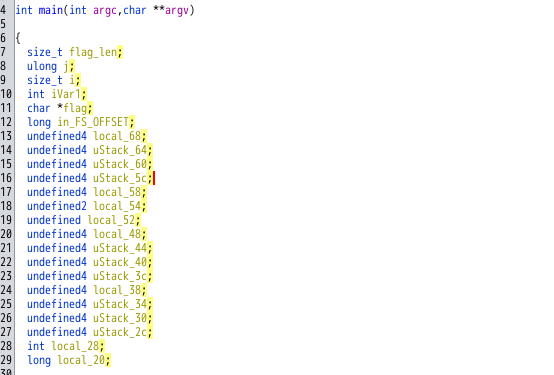 4 int main(int argc,char **argv)
5
6 {
7 size_t flag_len;
8 ulong j;
9 size_t i;
10 int iVar1;
11 char *flag;
12 long in_FS_OFFSET;
13 undefined4 local_68;
14 undefined4 uStack_64;
15 undefined4 uStack_60;
16 undefined4 uStack_5c;
17 undefined4 local_58;
18 undefined2 local_54;
19 undefined local_52;
20 undefined4 local_48;
21 undefined4 uStack_44;
22 undefined4 uStack_40;
23 undefined4 uStack_3c;
24 undefined4 local_38;
25 undefined4 uStack_34;
26 undefined4 uStack_30;
27 undefined4 uStack_2c;
28 int local_28;
29 long local_20;
30